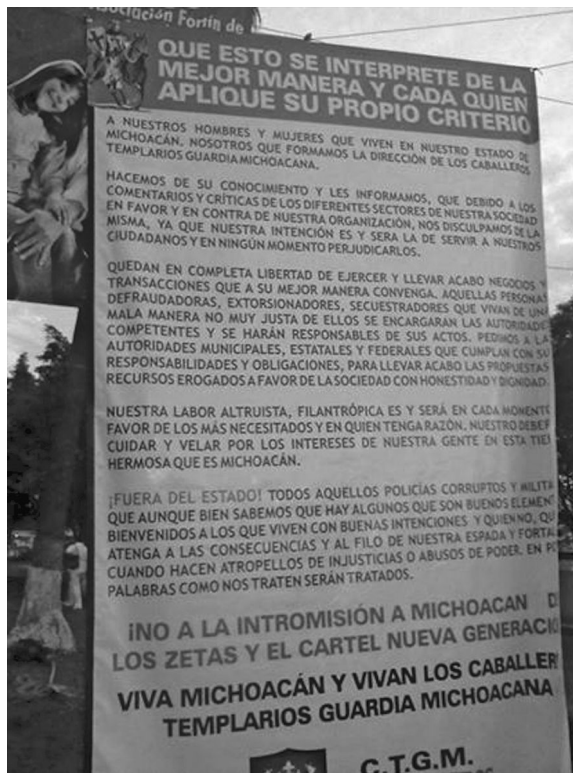 Asociación Fortín de
QUE ESTO SE INTERPRETE DE LA
MEJOR MANERA Y CADA QUIEN
APLIQUE SU PROPIO CRITERIO
A NUESTROS HOMBRES Y MUJERES QUE VIVEN EN NUESTRO ESTADO DE
MICHOACÁN. NOSOTROS QUE FORMAMOS LA DIRECCIÓN DE LOS CABALLEROS
TEMPLARIOS GUARDIA MICHOACANA.
HACEMOS DE SU CONOCIMIENTO Y LES INFORMAMOS, QUE DEBIDO A LOS
COMENTARIOS Y CRÍTICAS DE LOS DIFERENTES SECTORES DE NUESTRA SOCIEDAD
EN FAVOR Y EN CONTRA DE NUESTRA ORGANIZACIÓN, NOS DISCULPAMOS DE LA
MISMA, YA QUE NUESTRA INTENCIÓN ES Y SERA LA DE SERVIR A NUESTROS
CIUDADANOS Y EN NINGÚN MOMENTO PERJUDICARLOS.
QUEDAN EN COMPLETA LIBERTAD DE EJERCER Y LLEVAR ACABO NEGOCIOS Y
TRANSACCIONES QUE A SU MEJOR MANERA CONVENGA. AQUELLAS PERSONAS
DEFRAUDADORAS, EXTORSIONADORES, SECUESTRADORES QUE VIVAN DE UNA
MALA MANERA NO MUY JUSTA DE ELLOS SE ENCARGARAN LAS AUTORIDADES
COMPETENTES Y SE HARÁN RESPONSABLES DE SUS ACTOS. PEDIMOS A LA
AUTORIDADES MUNICIPALES, ESTATALES Y FEDERALES QUE CUMPLAN CON SU
RESPONSABILIDADES Y OBLIGACIONES, PARA LLEVAR ACABO LAS PROPUESTAS
RECURSOS EROGADOS A FAVOR DE LA SOCIEDAD CON HONESTIDAD Y DIGNIDAD.
NUESTRA LABOR ALTRUISTA, FILANTRÓPICA ES Y SERÁ EN CADA MOMENTO
FAVOR DE LOS MÁS NECESITADOS Y EN QUIEN TENGA RAZÓN. NUESTRO DEBER
CUIDAR Y VELAR POR LOS INTERESES DE NUESTRA GENTE EN ESTA TIER
HERMOSA QUE ES MICHOACÁN.
¡FUERA DEL ESTADO! TODOS AQUELLOS POLICÍAS CORRUPTOS Y MILITA
QUE AUNQUE BIEN SABEMOS QUE HAY ALGUNOS QUE SON BUENOS ELEMEN
BIENVENIDOS A LOS QUE VIVEN CON BUENAS INTENCIONES Y QUIEN NO, QU
ATENGA A LAS CONSECUENCIAS Y AL FILO DE NUESTRA ESPADA Y FORTA
CUANDO HACEN ATROPELLOS DE INJUSTICIAS O ABUSOS DE PODER. EN PO
PALABRAS COMO NOS TRATEN SERÁN TRATADOS.
¡NO A LA INTROMISIÓN A MICHOACAN D
LOS ZETAS Y EL CARTEL NUEVA GENERACIO
VIVA MICHOACÁN Y VIVAN LOS CABALLER
TEMPLARIOS GUARDIA MICHOACANA
C.T.G.M.